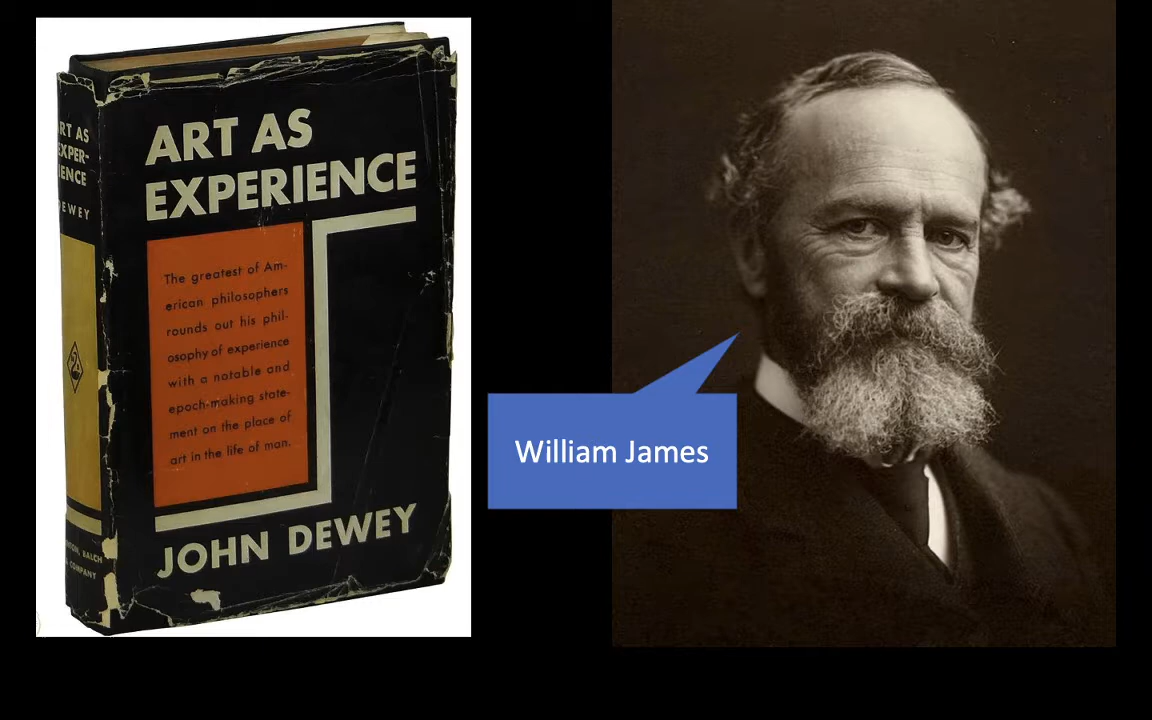 ART AS
EXPERIENCE
The greatest of Am-
erican philosophers
rounds out his phil-
osophy of experience
with a notable and
epoch-making state-
ment on the place of
art in the life of man.
JOHN DEWEY
ART AS
EXPER-
IENCE
DEWEY
BALCH
& COMPANY
William James